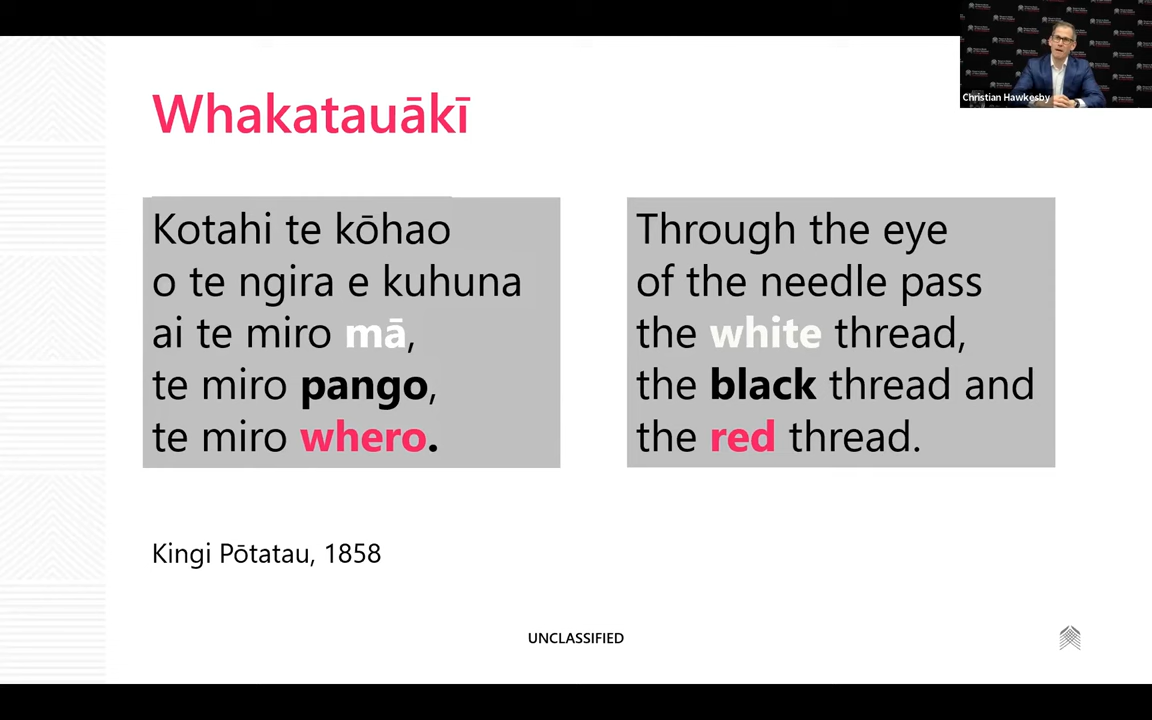 Whakatauākī
Kotahi te kōhao
o te ngira e kuhuna
ai te miro mā,
te miro pango,
te miro whero.
Through the eye
of the needle pass
the white thread,
the black thread and
the red thread.
Kingi Pōtatau, 1858
UNCLASSIFIED
Christian Hawkesby